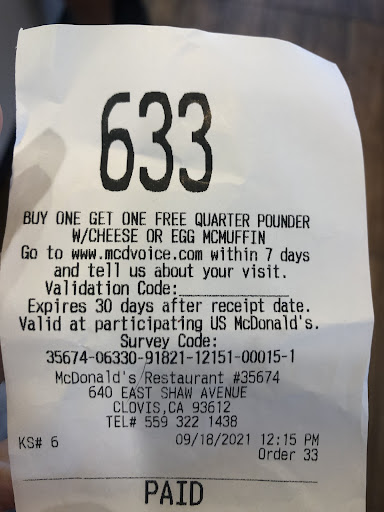 633
BUY ONE GET ONE FREE QUARTER POUNDER
W/CHEESE OR EGG MCMUFFIN
Go to www.mcdvoice.com within 7 days
and tell us about your visit.
Validation Code:____________
Expires 30 days after receipt date.
Valid at participating US McDonald's.
Survey Code:
35674-06330-91821-12151-00015-1
McDonald's Restaurant #35674
640 EAST SHAW AVENUE
CLOVIS,CA 93612
TEL# 559 322 1438
KS# 6 09/18/2021 12:15 PM
Order 33
PAID